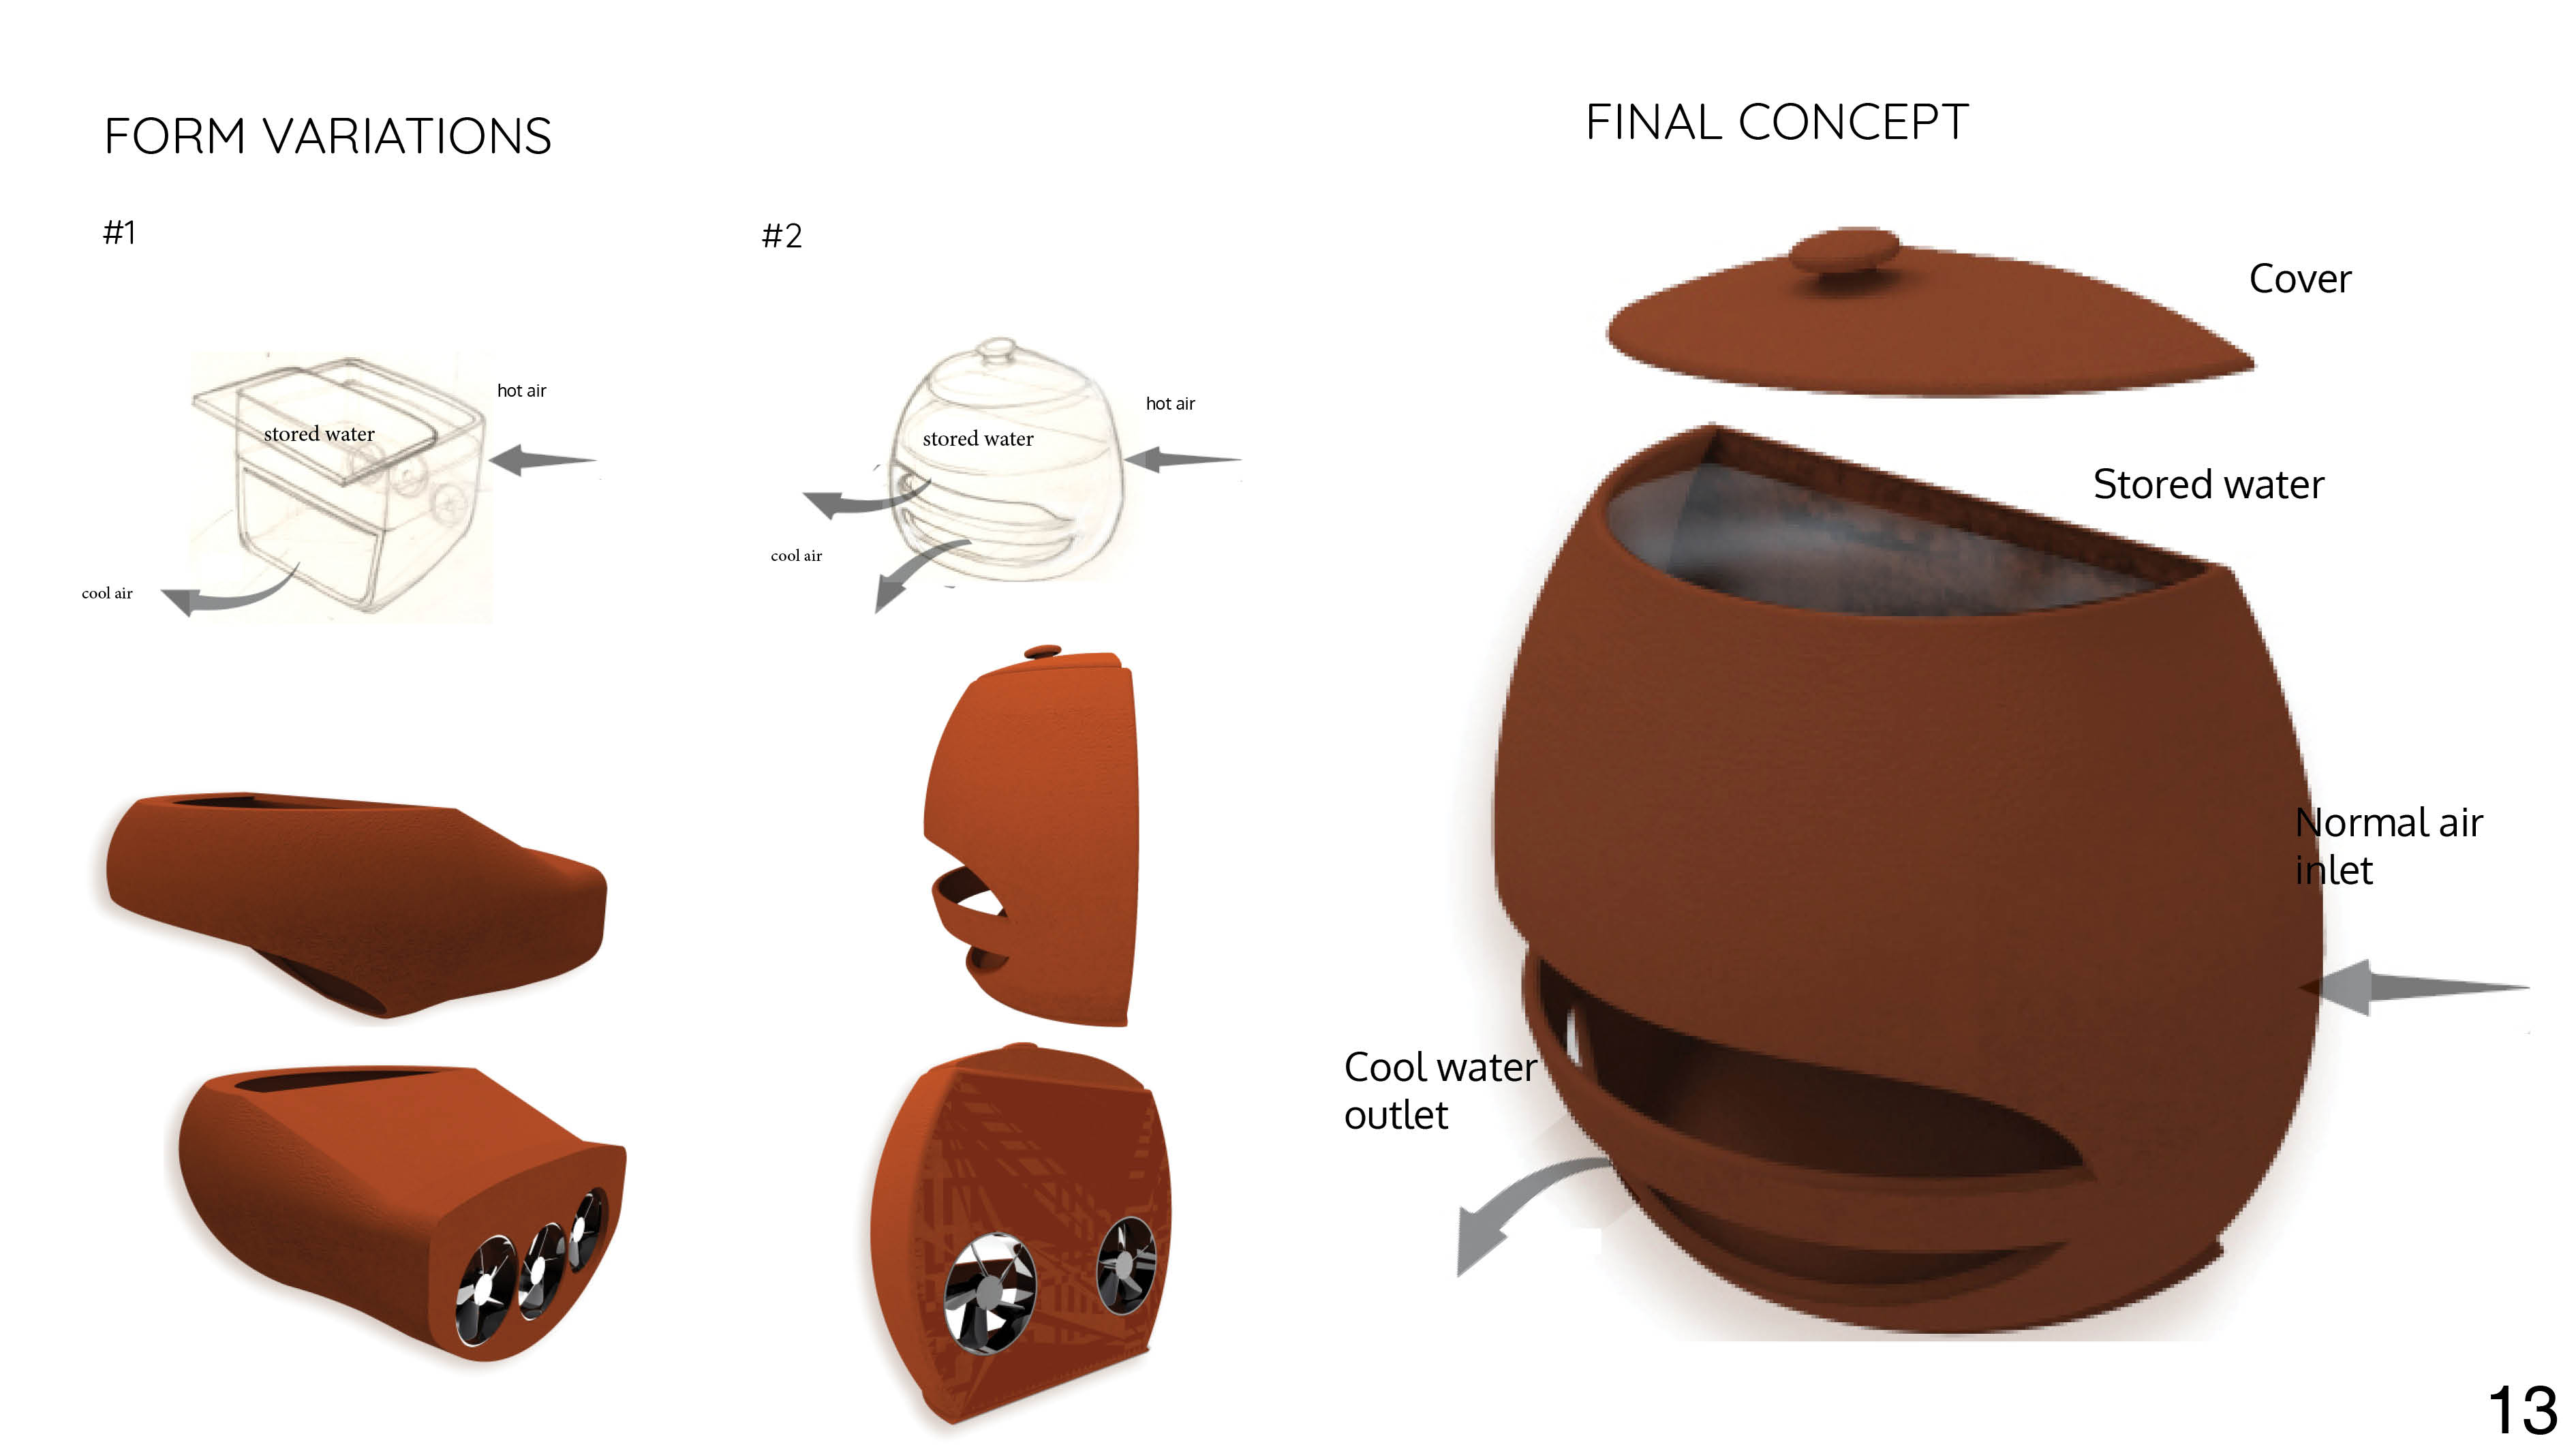 FORM VARIATIONS
#1
hot air
stored water
cool air
#2
hot air
stored water
cool air
FINAL CONCEPT
Cover
Stored water
Normal air
inlet
Cool water
outlet
13